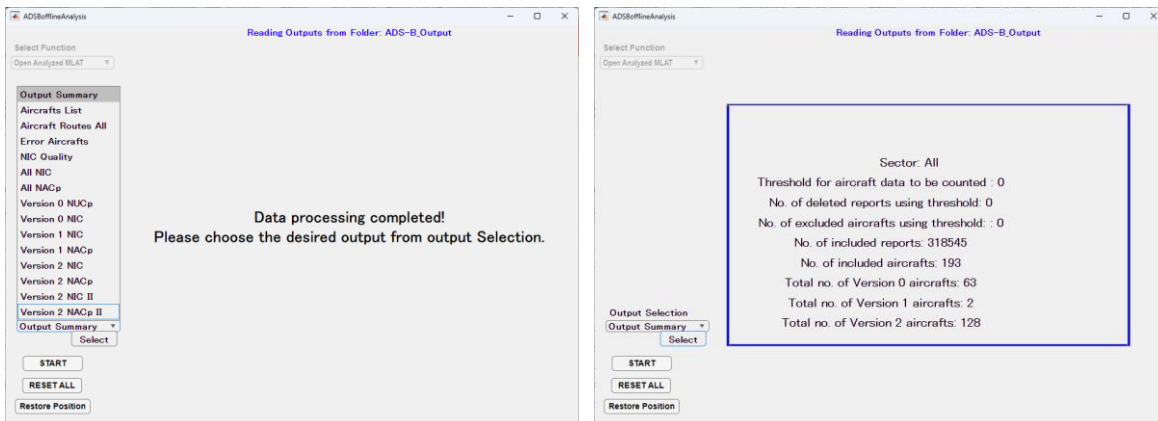 ADSBofflineAnalysis
Reading Outputs from Folder: ADS-B_Output
Select Function
Open Analyzed MLAT
Output Summary
Aircrafts List
Aircraft Routes All
Error Aircrafts
NIC Quality
All NIC
All NACp
Version 0 NUCp
Version 0 NIC
Version 1 NIC
Version 1 NACp
Version 2 NIC
Version 2 NACp
Version 2 NIC II
Version 2 NACp II
Output Summary
Select
START
RESET ALL
Restore Position
Data processing completed!
Please choose the desired output from output Selection.
ADSBofflineAnalysis
Reading Outputs from Folder: ADS-B_Output
Select Function
Open Analyzed MLAT
Sector: All
Threshold for aircraft data to be counted : 0
No. of deleted reports using threshold: 0
No. of excluded aircrafts using threshold: : 0
No. of included reports: 318545
No. of included aircrafts: 193
Total no. of Version 0 aircrafts: 63
Total no. of Version 1 aircrafts: 2
Total no. of Version 2 aircrafts: 128
Output Selection
Output Summary
Select
START
RESET ALL
Restore Position